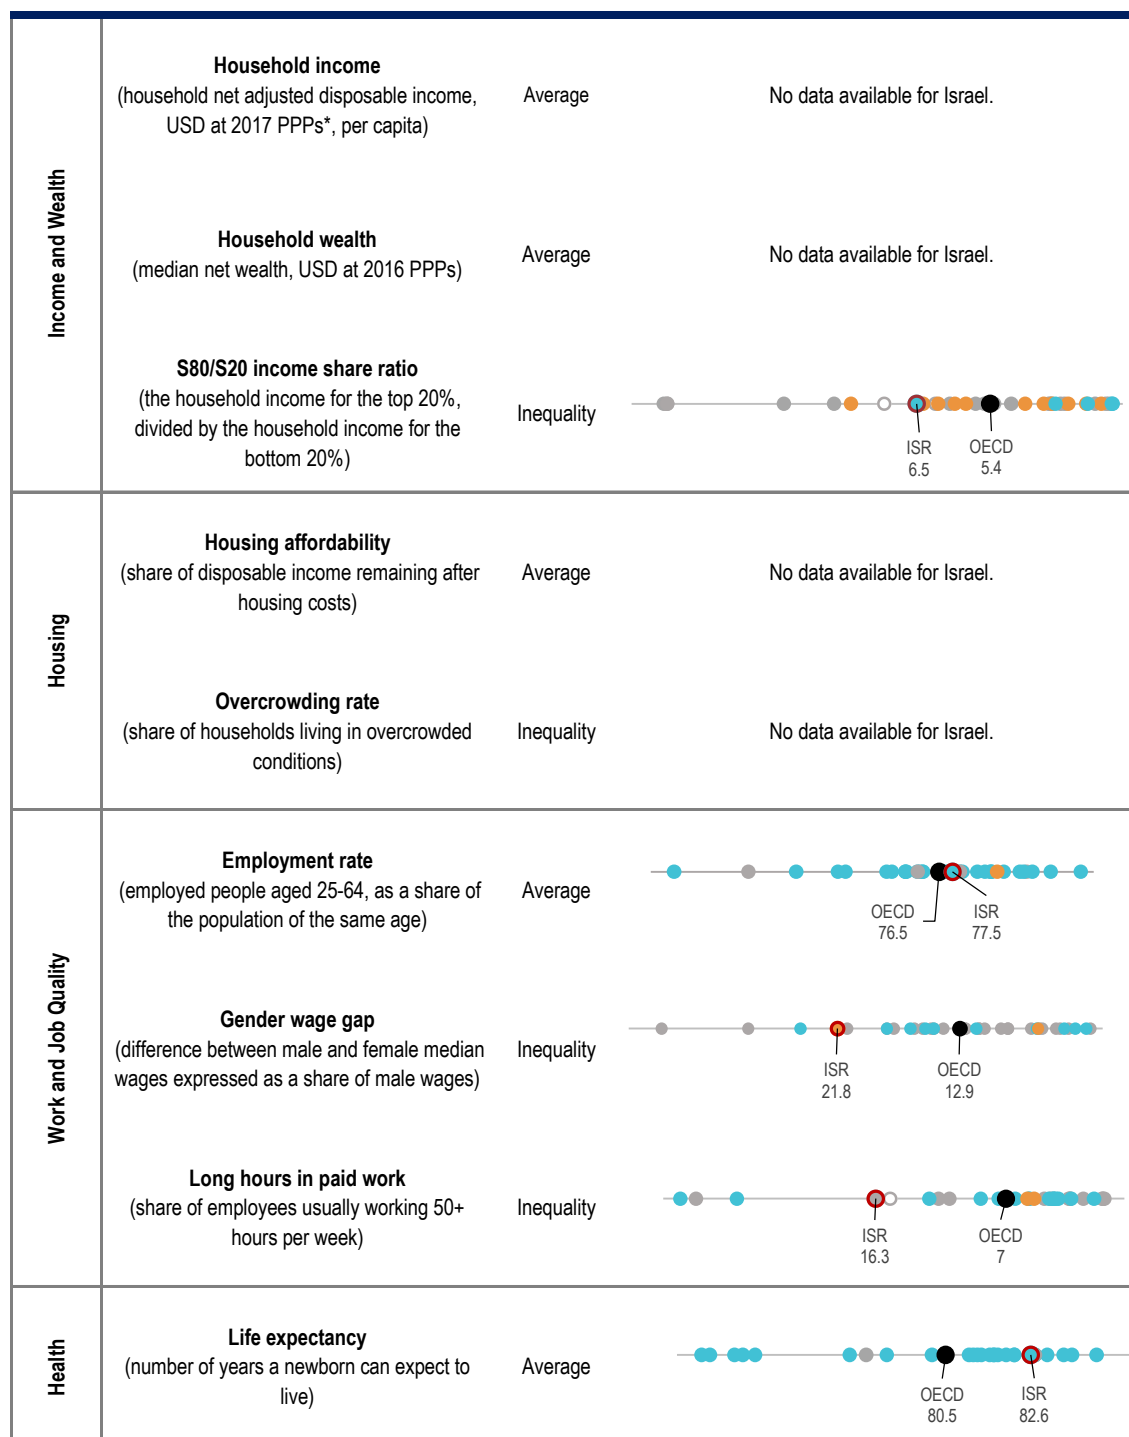 Income and Wealth
Household income
(household net adjusted disposable income,
USD at 2017 PPPs*, per capita)
Average
No data available for Israel.
Household wealth
(median net wealth, USD at 2016 PPPs)
Average
No data available for Israel.
S80/S20 income share ratio
(the household income for the top 20%,
divided by the household income for the
bottom 20%)
Inequality
ISR
6.5
OECD
5.4
Housing
Housing affordability
(share of disposable income remaining after
housing costs)
Average
No data available for Israel.
Overcrowding rate
(share of households living in overcrowded
conditions)
Inequality
No data available for Israel.
Work and Job Quality
Employment rate
(employed people aged 25-64, as a share of
the population of the same age)
Average
OECD
76.5
ISR
77.5
Gender wage gap
(difference between male and female median
wages expressed as a share of male wages)
Inequality
ISR
21.8
OECD
12.9
Long hours in paid work
(share of employees usually working 50+
hours per week)
Inequality
ISR
16.3
OECD
7
Health
Life expectancy
(number of years a newborn can expect to
live)
Average
OECD
80.5
ISR
82.6